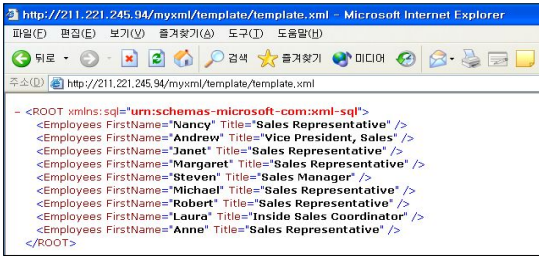 http://211.221.245.94/myxml/template/template.xml - Microsoft Internet Explorer
파일(F) 편집(E) 보기(V) 즐겨찾기(A) 도구(T) 도움말(H)
뒤로 검색 즐겨찾기 미디어
주소(D) http://211.221.245.94/myxml/template/template.xml
- <ROOT xmlns:sql="urn:schemas-microsoft-com:xml-sql">
<Employees FirstName="Nancy" Title="Sales Representative" />
<Employees FirstName="Andrew" Title="Vice President, Sales" />
<Employees FirstName="Janet" Title="Sales Representative" />
<Employees FirstName="Margaret" Title="Sales Representative" />
<Employees FirstName="Steven" Title="Sales Manager" />
<Employees FirstName="Michael" Title="Sales Representative" />
<Employees FirstName="Robert" Title="Sales Representative" />
<Employees FirstName="Laura" Title="Inside Sales Coordinator" />
<Employees FirstName="Anne" Title="Sales Representative" />
</ROOT>